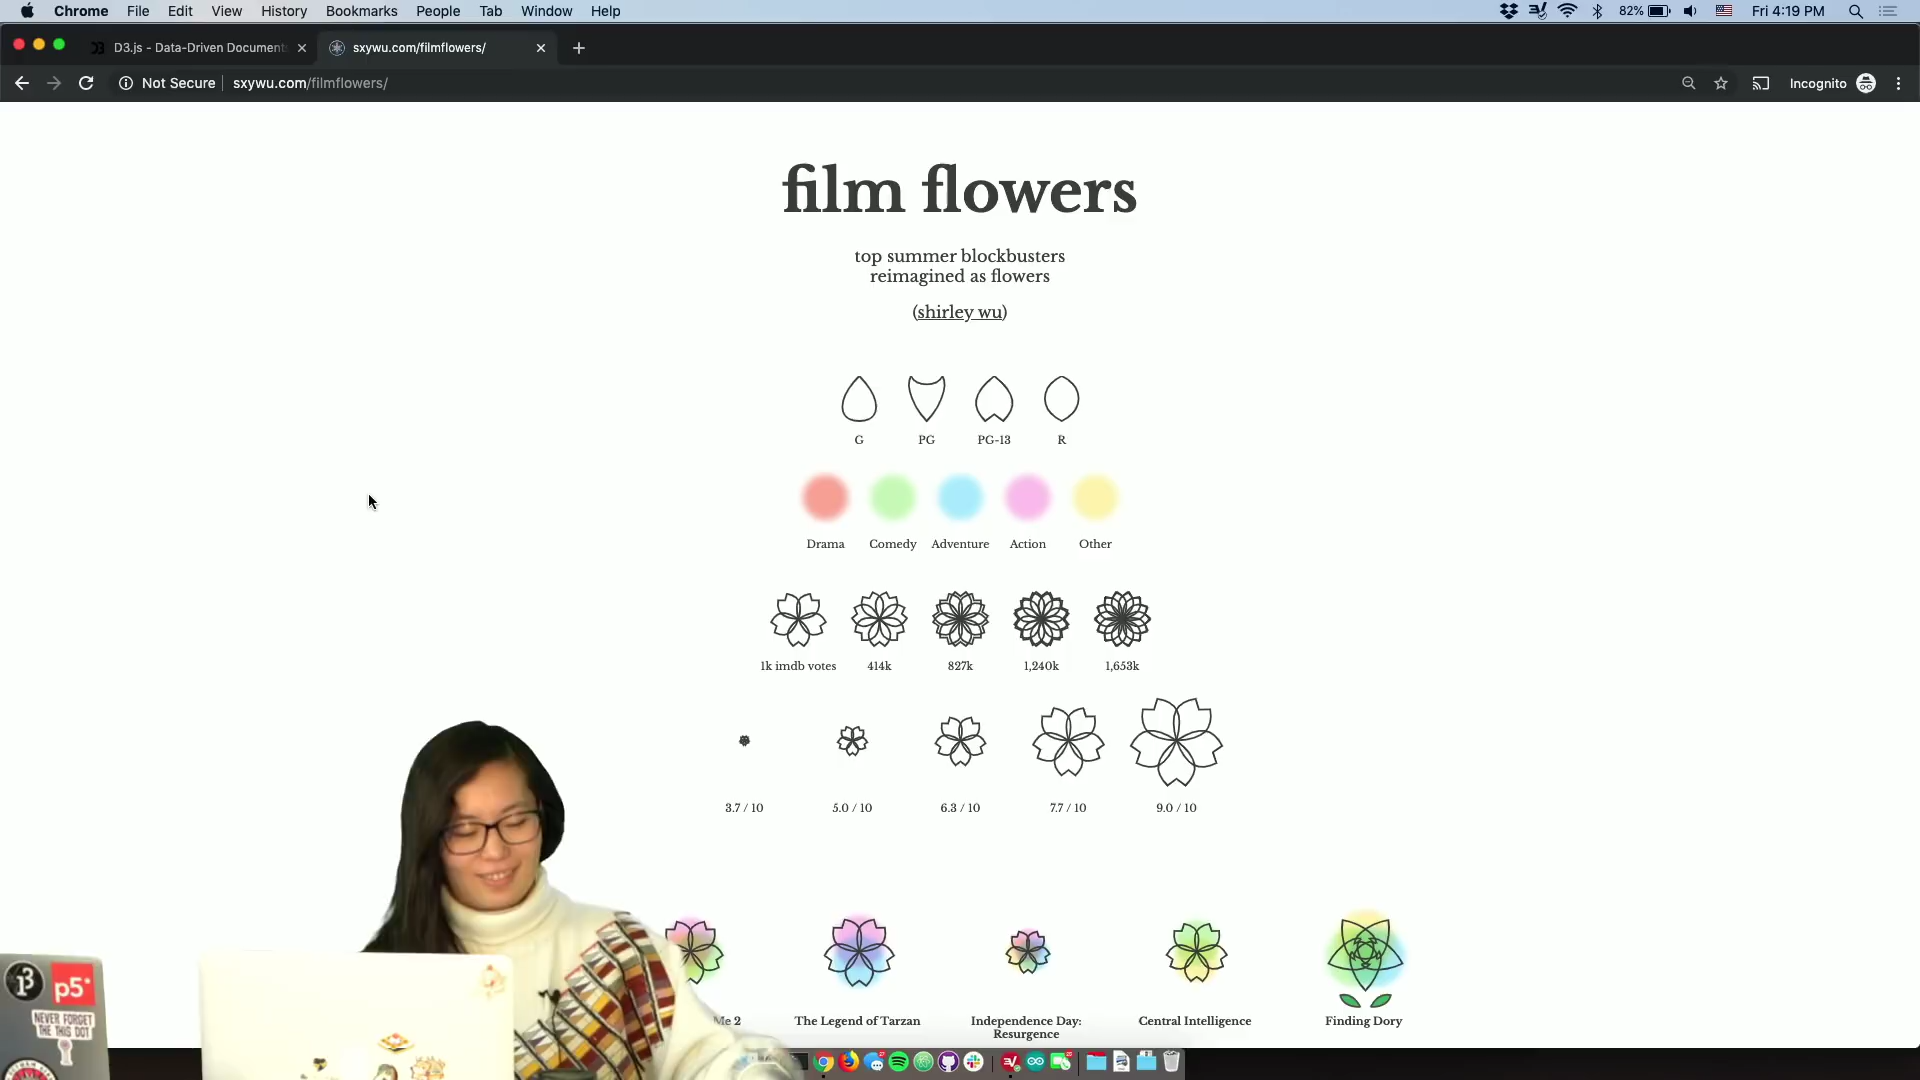 Chrome File Edit View History Bookmarks People Tab Window Help 82% Fri 4:19 PM
D3.js - Data-Driven Document sxywu.com/filmflowers/
Not Secure sxywu.com/filmflowers/ Incognito
film flowers
top summer blockbusters
reimagined as flowers
(shirley wu)
G PG PG-13 R
Drama Comedy Adventure Action Other
1k imdb votes 414k 827k 1,240k 1,653k
3.7 / 10 5.0 / 10 6.3 / 10 7.7 / 10 9.0 / 10
Me 2 The Legend of Tarzan Independence Day: Central Intelligence Finding Dory
Resurgence
p5*
NEVER FORGET
THE THIS DOT